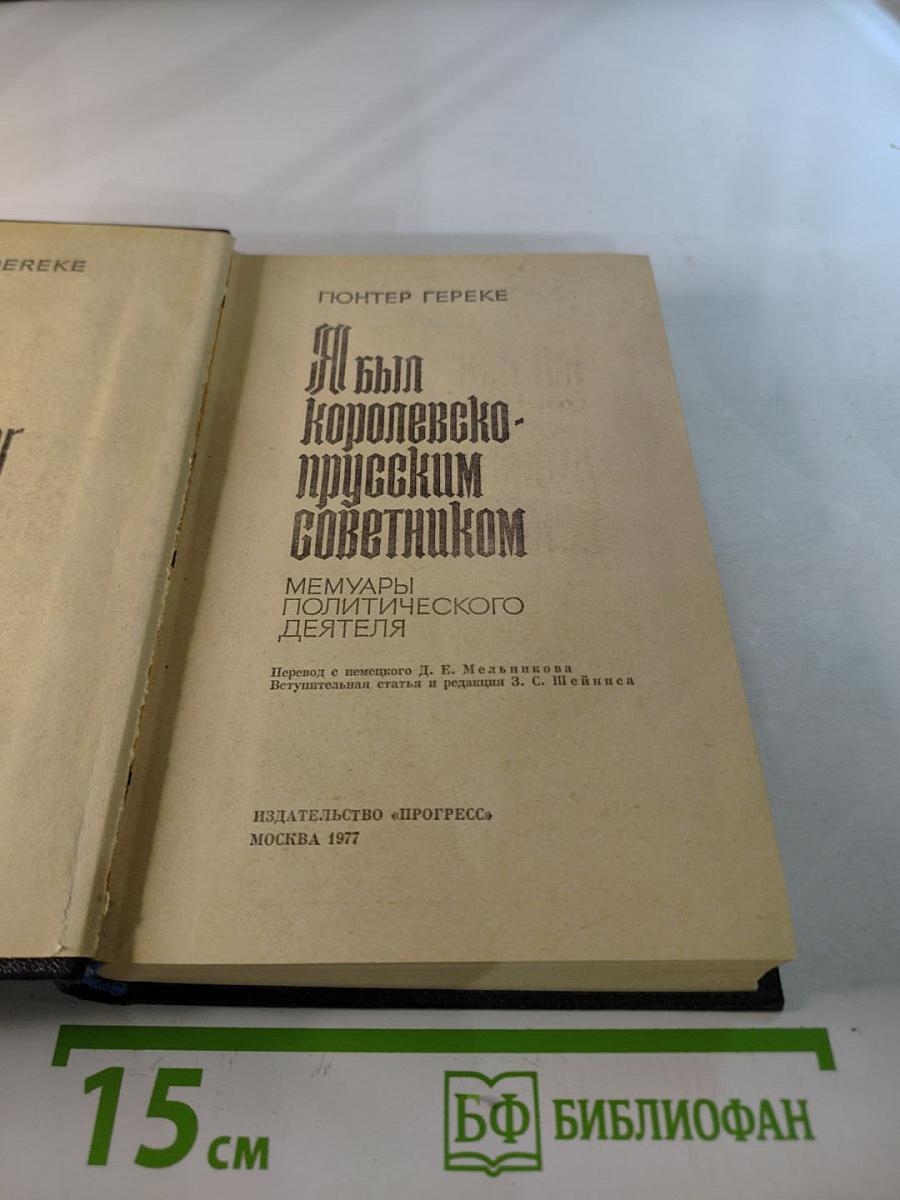 ГЮНТЕР ГЕРЕКЕ
Я был
королевско-
прусским
советником
МЕМУАРЫ
ПОЛИТИЧЕСКОГО
ДЕЯТЕЛЯ
Перевод с немецкого Д. Е. Мельникова
Вступительная статья и редакция З. С. Шейниса
ИЗДАТЕЛЬСТВО «ПРОГРЕСС»
МОСКВА 1977
15 см
БФ БИБЛИОФАН